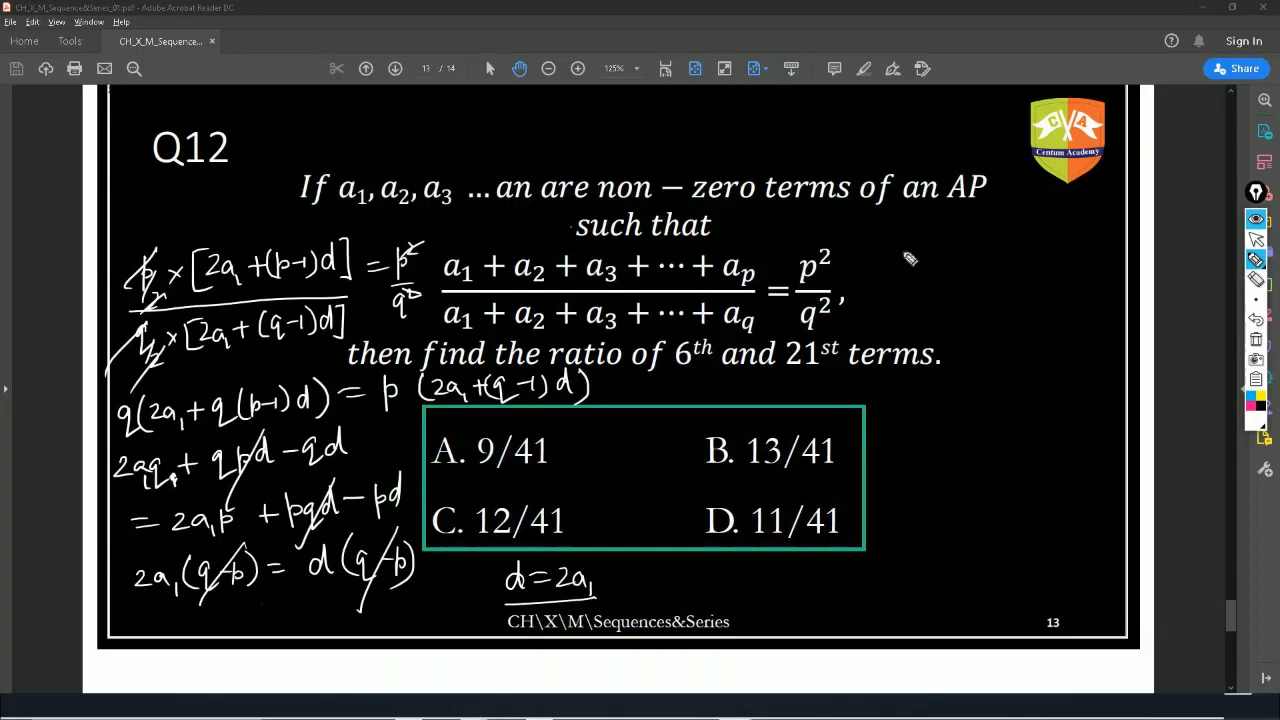 CH_X_M_Sequence&Series_01.pdf - Adobe Acrobat Reader DC
File Edit View Window Help
Home Tools CH_X_M_Sequence... × Sign In
13 / 14 125% Share
Q12
C A
Centum Academy
If a₁, a₂, a₃ … an are non − zero terms of an AP
such that
a₁ + a₂ + a₃ + ⋯ + aₚ / a₁ + a₂ + a₃ + ⋯ + a_q = p²/q²,
then find the ratio of 6ᵗʰ and 21ˢᵗ terms.
p/2 × [2a₁ + (p−1)d] / q/2 × [2a₁ + (q−1)d] = p²/q²
q(2a₁ + q(p−1)d) = p (2a₁+(q−1)d)
2a₁q + qpd − qd
= 2a₁p + pqd − pd
2a₁(q−p) = d(q−p)
A. 9/41 B. 13/41
C. 12/41 D. 11/41
d = 2a₁
CH\X\M\Sequences&Series 13